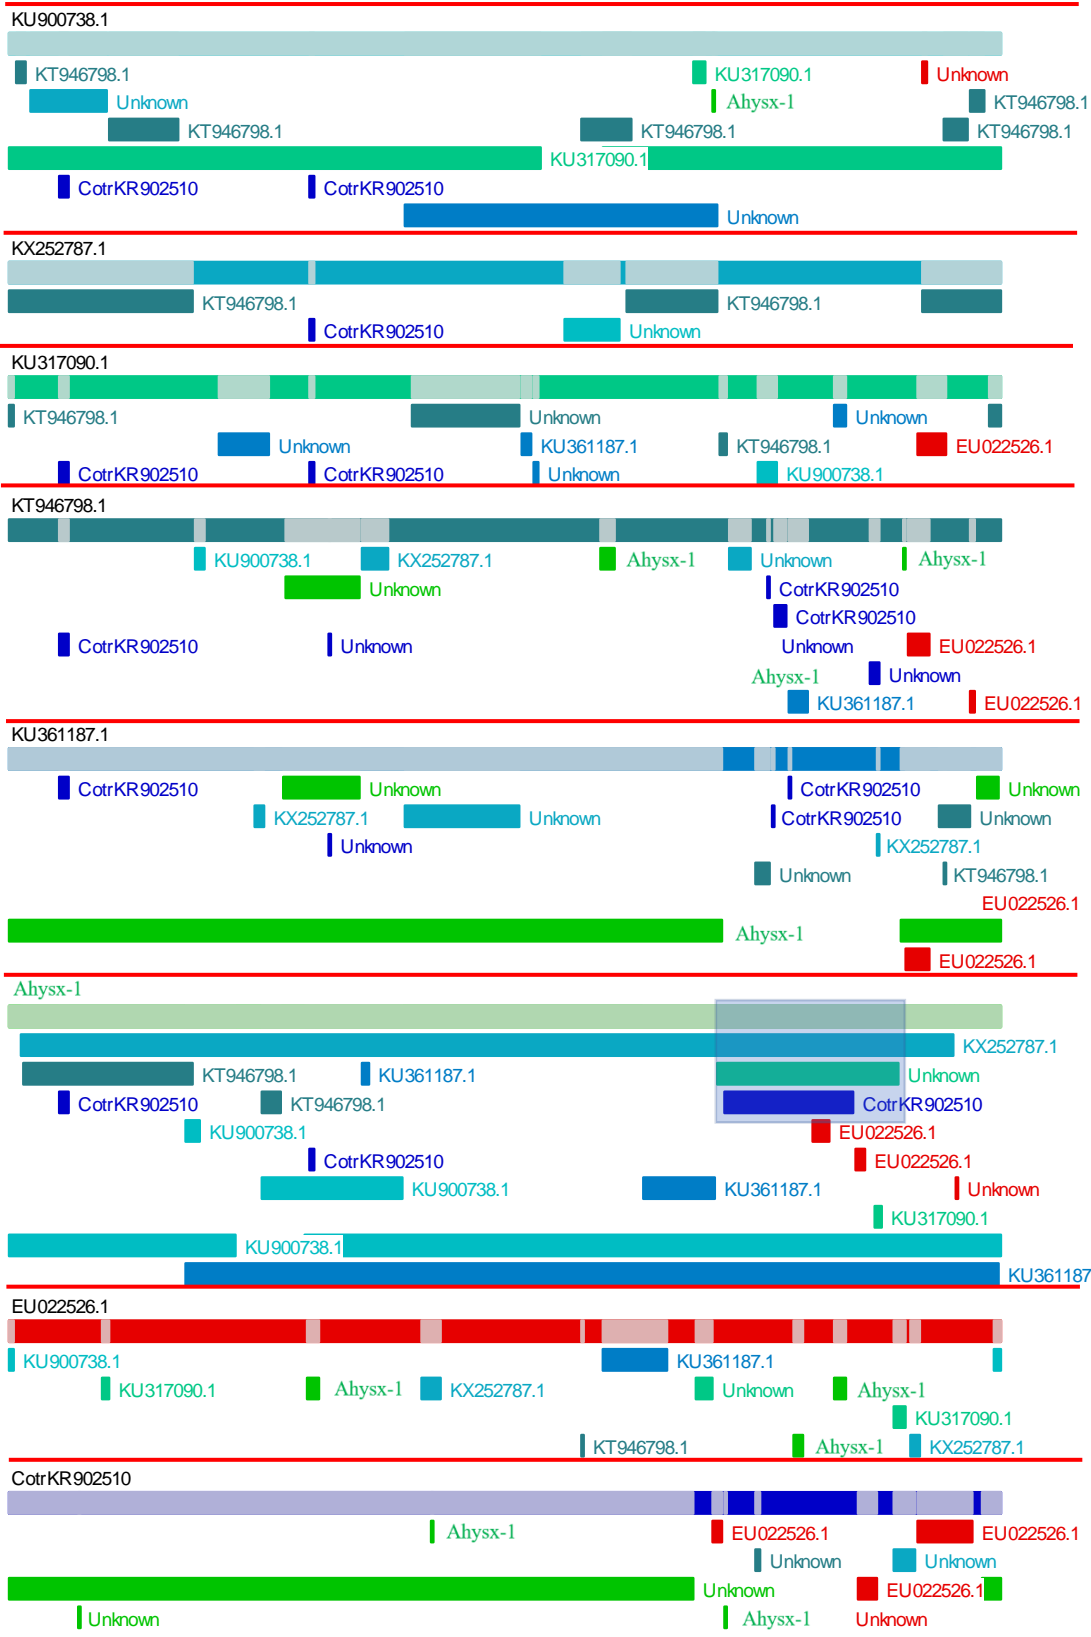 KU900738.1
KT946798.1 KU317090.1 Unknown
Unknown Ahysx-1 KT946798.1
KT946798.1 KT946798.1 KT946798.1
KU317090.1
CotrKR902510 CotrKR902510
Unknown
KX252787.1
KT946798.1 KT946798.1
CotrKR902510 Unknown
KU317090.1
KT946798.1 Unknown Unknown
Unknown KU361187.1 KT946798.1 EU022526.1
CotrKR902510 CotrKR902510 Unknown KU900738.1
KT946798.1
KU900738.1 KX252787.1 Ahysx-1 Unknown Ahysx-1
Unknown CotrKR902510
CotrKR902510
CotrKR902510 Unknown Unknown EU022526.1
Ahysx-1 Unknown
KU361187.1 EU022526.1
KU361187.1
CotrKR902510 Unknown CotrKR902510 Unknown
KX252787.1 Unknown CotrKR902510 Unknown
Unknown KX252787.1
Unknown KT946798.1
EU022526.1
Ahysx-1
EU022526.1
Ahysx-1
KX252787.1
KT946798.1 KU361187.1 Unknown
CotrKR902510 KT946798.1 CotrKR902510
KU900738.1 EU022526.1
CotrKR902510 EU022526.1
KU900738.1 KU361187.1 Unknown
KU317090.1
KU900738.1
KU361187
EU022526.1
KU900738.1 KU361187.1
KU317090.1 Ahysx-1 KX252787.1 Unknown Ahysx-1
KU317090.1
KT946798.1 Ahysx-1 KX252787.1
CotrKR902510
Ahysx-1 EU022526.1 EU022526.1
Unknown Unknown
Unknown EU022526.1
Unknown Ahysx-1 Unknown